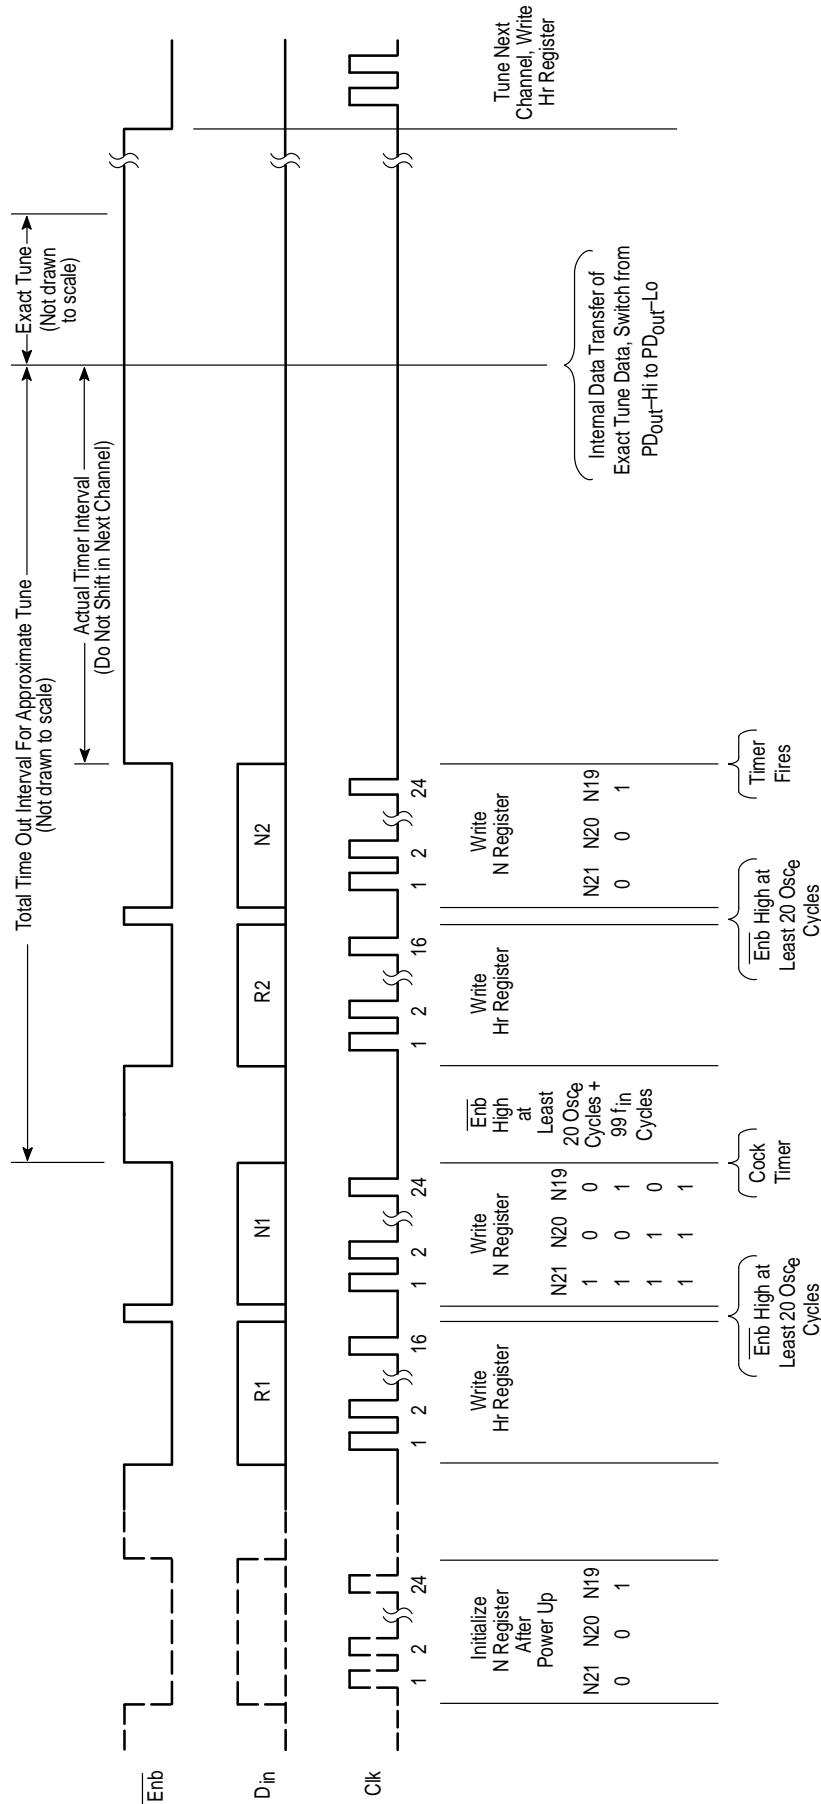 Total Time Out Interval For Approximate Tune
(Not drawn to scale)
Exact Tune
(Not drawn
to scale)
Actual Timer Interval
(Do Not Shift in Next Channel)
Enb
Din
R1
N1
R2
N2
Clk
1 2 24
1 2 16
1 2 24
1 2 16
1 2 24
Initialize
N Register
After
Power Up
N21 N20 N19
0 0 1
Write
Hr Register
Write
N Register
N21 N20 N19
1 0 0
1 0 1
1 1 0
1 1 1
Enb
High
at
Least
20 Osce
Cycles +
99 fin
Cycles
Write
Hr Register
Write
N Register
N21 N20 N19
0 0 1
Internal Data Transfer of
Exact Tune Data, Switch from
PDout–Hi to PDout–Lo
Tune Next
Channel, Write
Hr Register
Enb High at
Least 20 Osce
Cycles
Cock
Timer
Enb High at
Least 20 Osce
Cycles
Timer
Fires